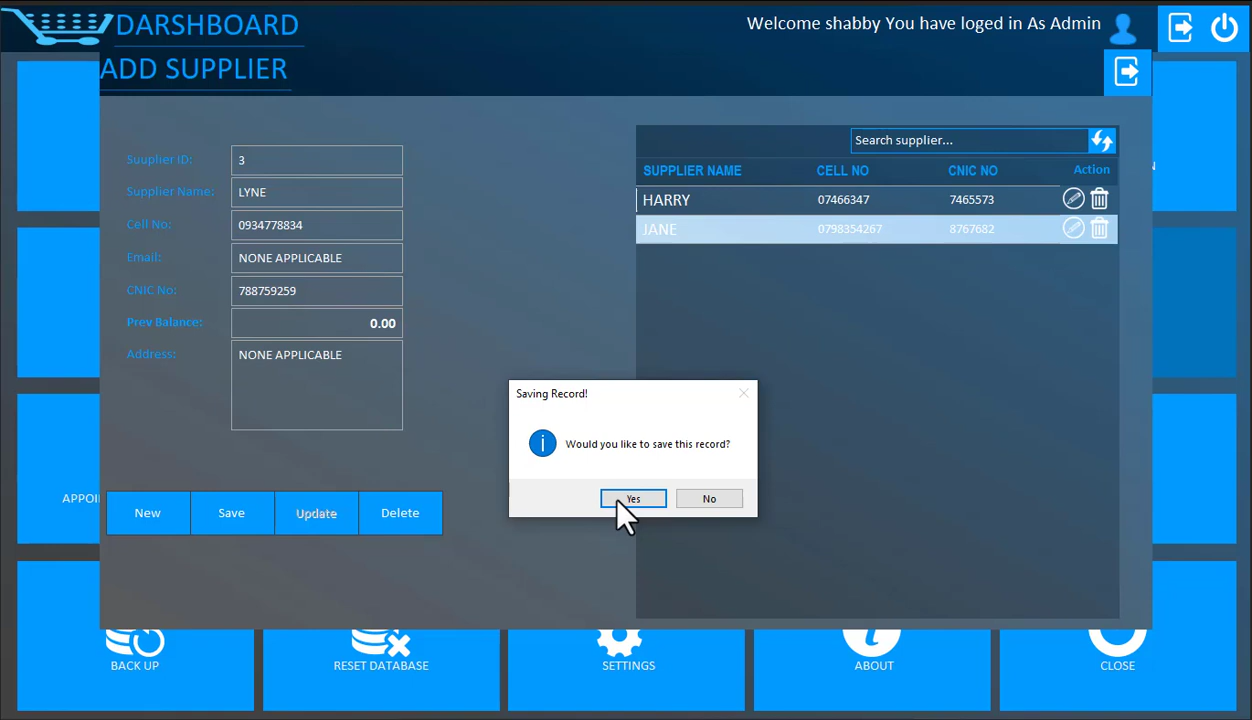 DARSHBOARD
Welcome shabby You have loged in As Admin
ADD SUPPLIER
Suuplier ID:
3
Supplier Name:
LYNE
Cell No:
0934778834
Email:
NONE APPLICABLE
CNIC No:
788759259
Prev Balance:
0.00
Address:
NONE APPLICABLE
New
Save
Update
Delete
Search supplier...
SUPPLIER NAME
CELL NO
CNIC NO
Action
HARRY
07466347
7465573
JANE
0798354267
8767682
Saving Record!
Would you like to save this record?
Yes
No
APPOI
N
BACK UP
RESET DATABASE
SETTINGS
ABOUT
CLOSE